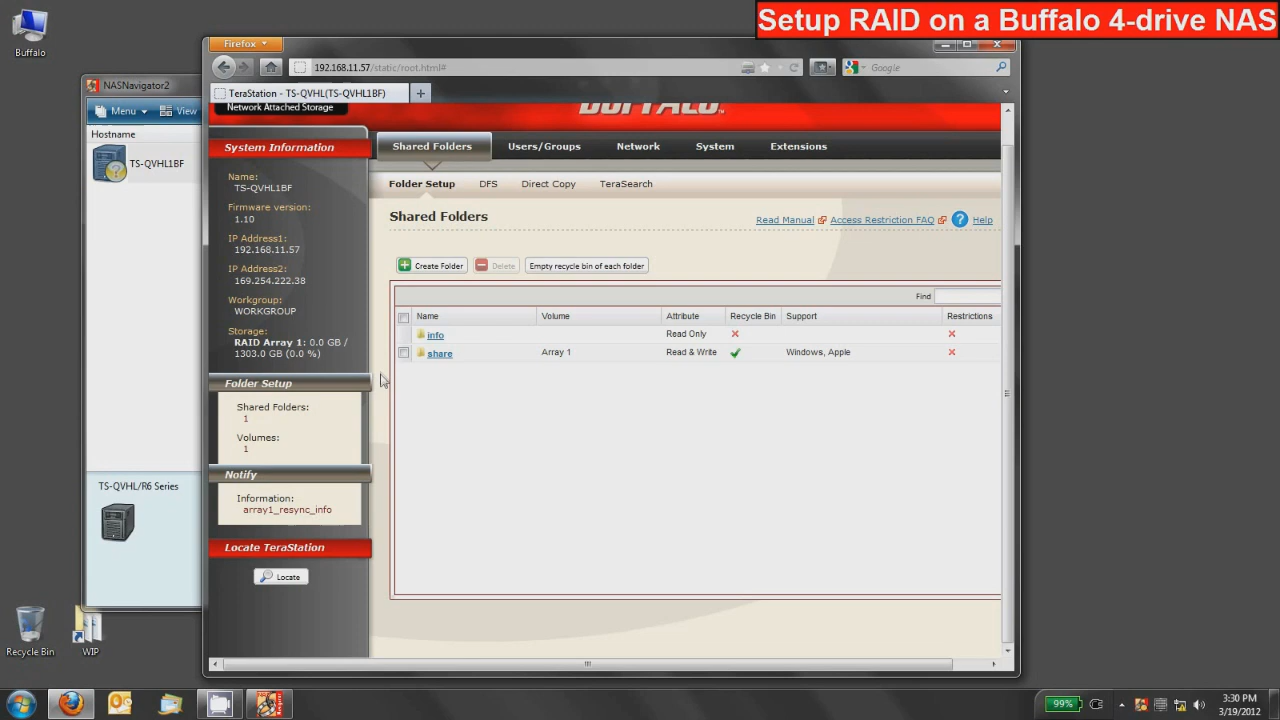 Setup RAID on a Buffalo 4-drive NAS
Buffalo
Firefox
192.168.11.57/static/root.html#
Google
NASNavigator2
TeraStation - TS-QVHL(TS-QVHL1BF)
Menu
View
Network Attached Storage
BUFFALO
Hostname
TS-QVHL1BF
System Information
Shared Folders
Users/Groups
Network
System
Extensions
Name:
TS-QVHL1BF
Firmware version:
1.10
IP Address1:
192.168.11.57
IP Address2:
169.254.222.38
Workgroup:
WORKGROUP
Storage:
RAID Array 1: 0.0 GB /
1303.0 GB (0.0 %)
Folder Setup
Shared Folders:
1
Volumes:
1
Notify
Information:
array1_resync_info
Locate TeraStation
Locate
Folder Setup
DFS
Direct Copy
TeraSearch
Shared Folders
Read Manual
Access Restriction FAQ
? Help
Create Folder
Delete
Empty recycle bin of each folder
Find
Name Volume Attribute Recycle Bin Support Restrictions
info Read Only
share Array 1 Read & Write Windows, Apple
TS-QVHL/R6 Series
Recycle Bin
WIP
99%
3:30 PM
3/19/2012